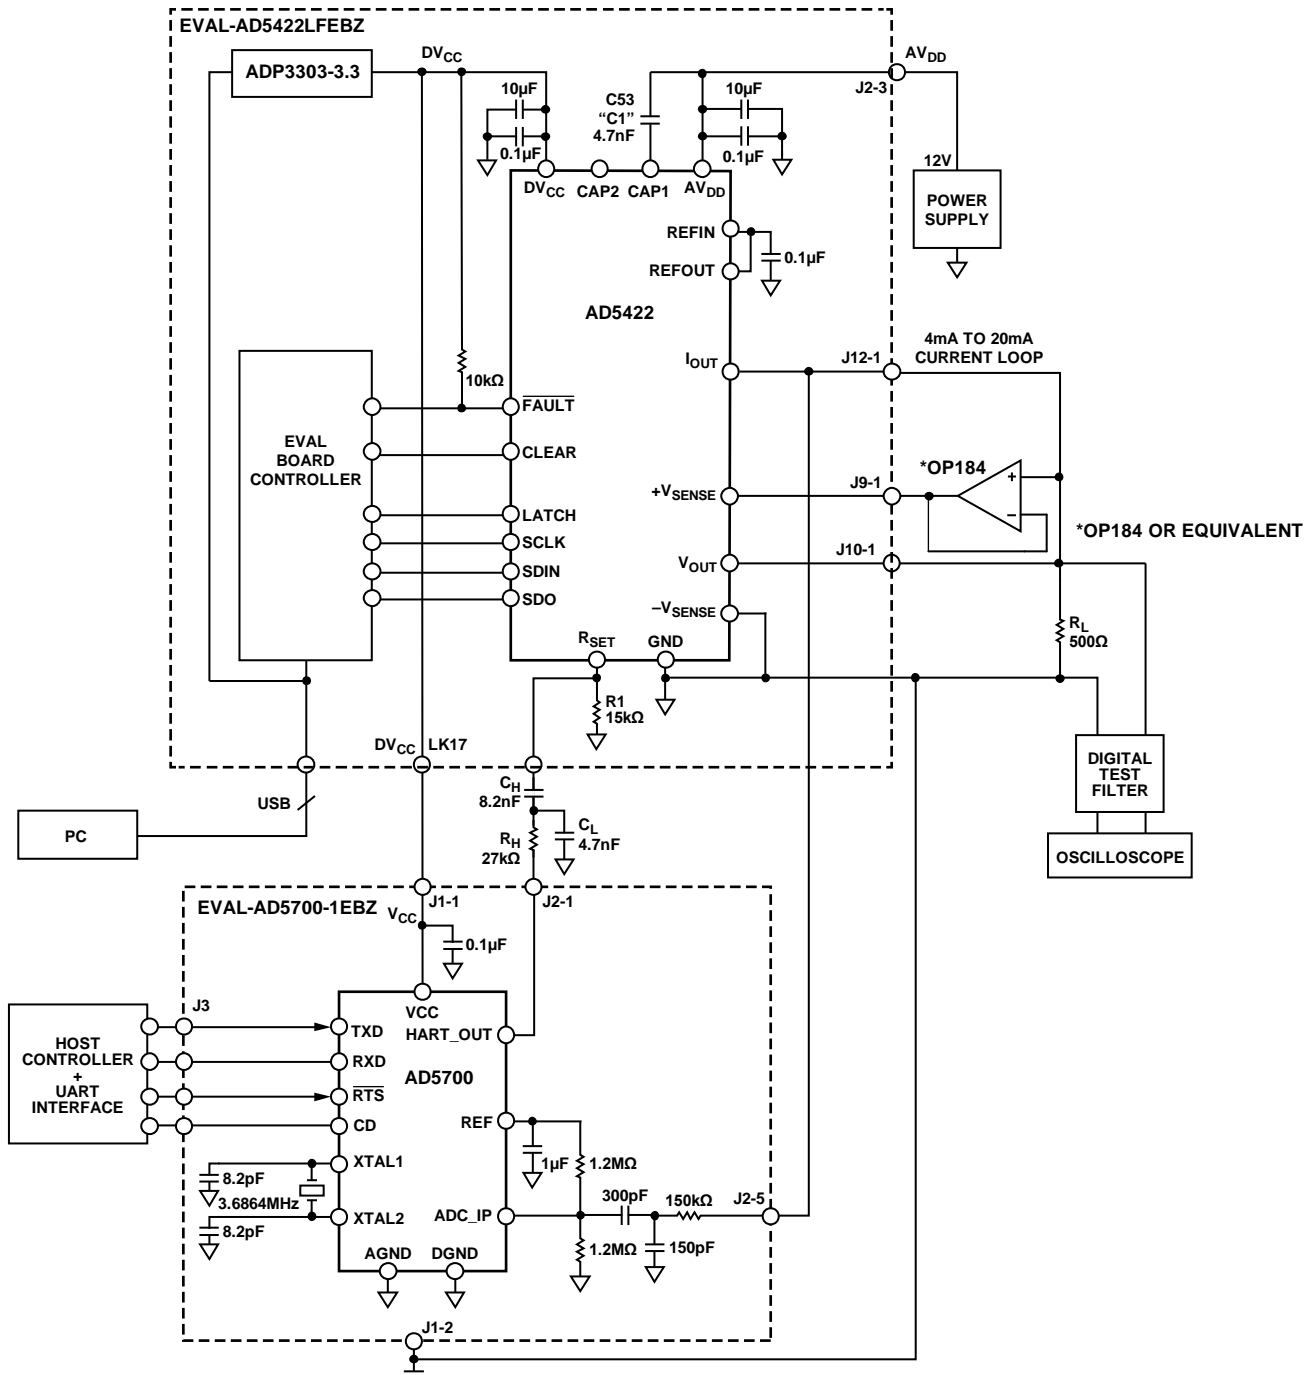 EVAL-AD5422LFEBZ
ADP3303-3.3
DVCC
AVDD
J2-3
10µF
0.1µF
C53
“C1”
4.7nF
10µF
0.1µF
12V
POWER
SUPPLY
DVCC
CAP2
CAP1
AVDD
REFIN
REFOUT
0.1µF
AD5422
10kΩ
IOUT
J12-1
4mA TO 20mA
CURRENT LOOP
EVAL
BOARD
CONTROLLER
FAULT
CLEAR
LATCH
SCLK
SDIN
SDO
+VSENSE
J9-1
*OP184
+
–
*OP184 OR EQUIVALENT
VOUT
J10-1
–VSENSE
RSET
GND
RL
500Ω
R1
15kΩ
DVCC
LK17
DIGITAL
TEST
FILTER
OSCILLOSCOPE
USB
PC
CH
8.2nF
RH
27kΩ
CL
4.7nF
EVAL-AD5700-1EBZ
J1-1
J2-1
VCC
0.1µF
J3
HOST
CONTROLLER
+
UART
INTERFACE
VCC
TXD
HART_OUT
RXD
AD5700
RTS
REF
CD
1µF
1.2MΩ
XTAL1
8.2pF
3.6864MHz
XTAL2
8.2pF
ADC_IP
300pF
150kΩ
J2-5
1.2MΩ
150pF
AGND
DGND
J1-2